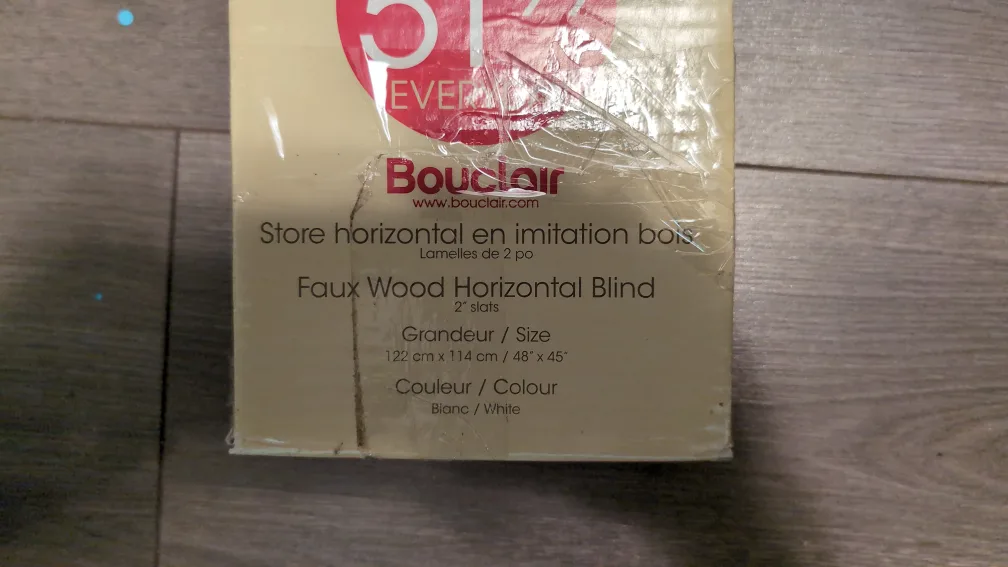 51
EVER
Bouclair
www.bouclair.com
Store horizontal en imitation bois
Lamelles de 2 po
Faux Wood Horizontal Blind
2" slats
Grandeur / Size
122 cm x 114 cm / 48" x 45"
Couleur / Colour
Blanc / White